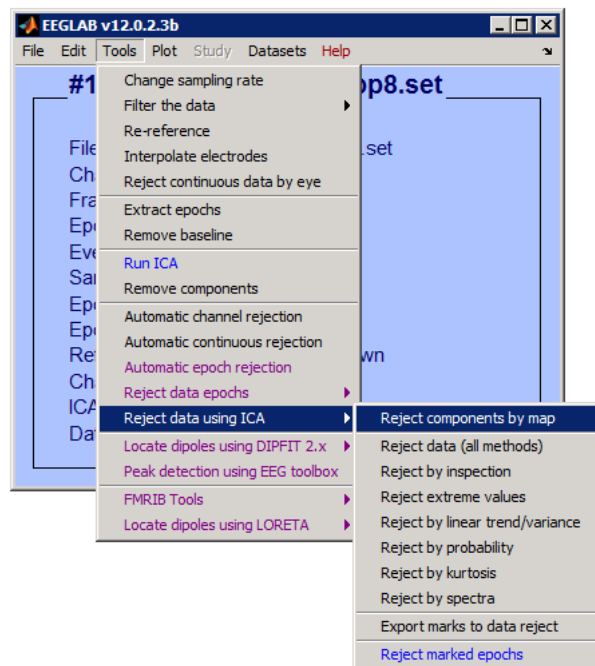 EEGLAB v12.0.2.3b
File Edit Tools Plot Study Datasets Help
#1 pp8.set
Change sampling rate
Filter the data
Re-reference
File .set
Interpolate electrodes
Ch
Reject continuous data by eye
Fra
Extract epochs
Epo
Remove baseline
Eve
Run ICA
Sa
Remove components
Epo
Automatic channel rejection
Epo
Automatic continuous rejection
Re wn
Automatic epoch rejection
Ch
Reject data epochs
ICA
Reject data using ICA
Reject components by map
Da
Locate dipoles using DIPFIT 2.x
Reject data (all methods)
Peak detection using EEG toolbox
Reject by inspection
FMRIB Tools
Reject extreme values
Locate dipoles using LORETA
Reject by linear trend/variance
Reject by probability
Reject by kurtosis
Reject by spectra
Export marks to data reject
Reject marked epochs